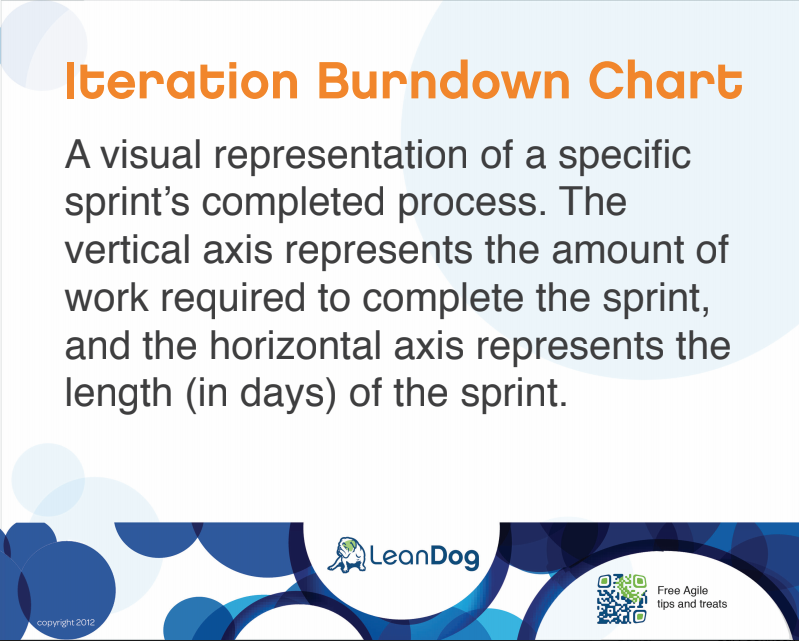 Iteration Burndown Chart
A visual representation of a specific
sprint’s completed process. The
vertical axis represents the amount of
work required to complete the sprint,
and the horizontal axis represents the
length (in days) of the sprint.
LeanDog
Free Agile
tips and treats
copyright 2012